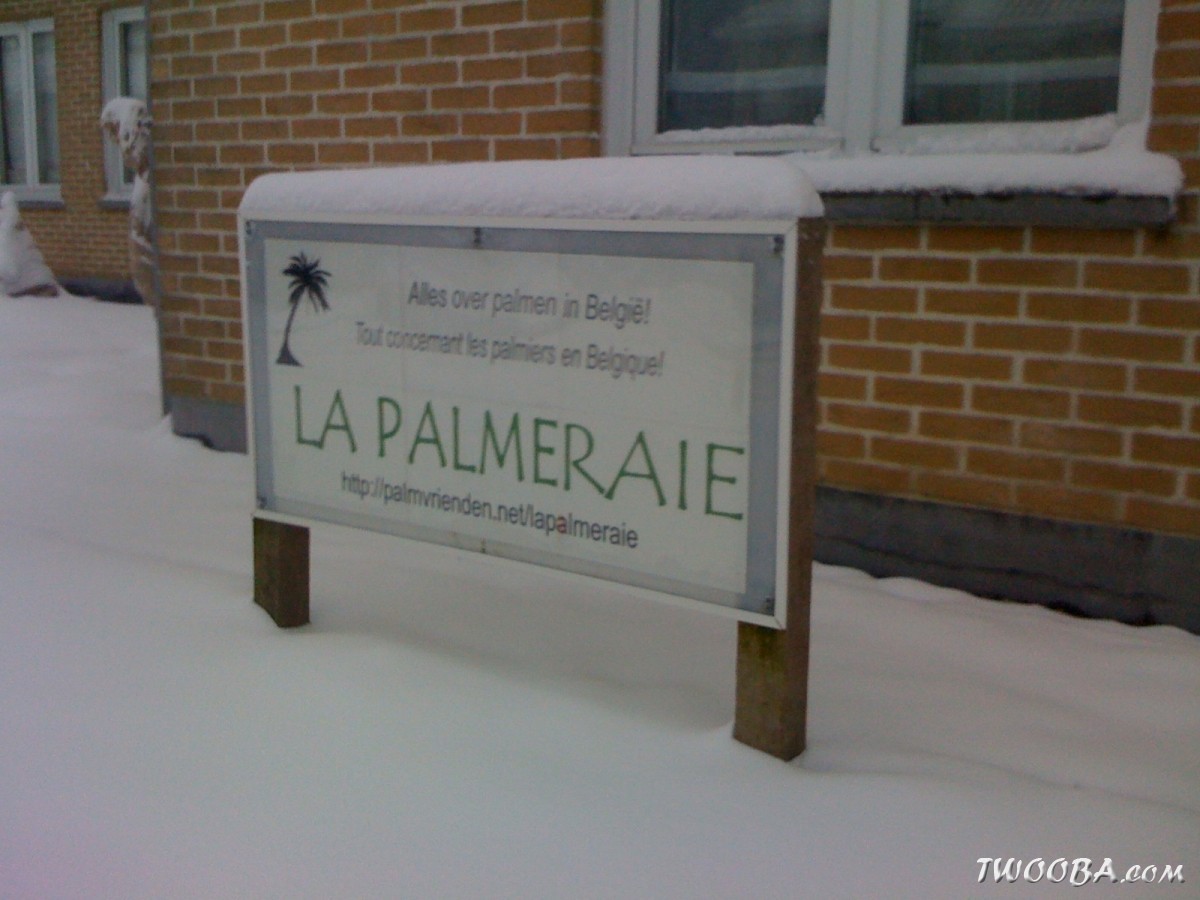 Alles over palmen in België!
Tout concernant les palmiers en Belgique!
LA PALMERAIE
http://palmvrienden.net/lapalmeraie
TWOOBA.com